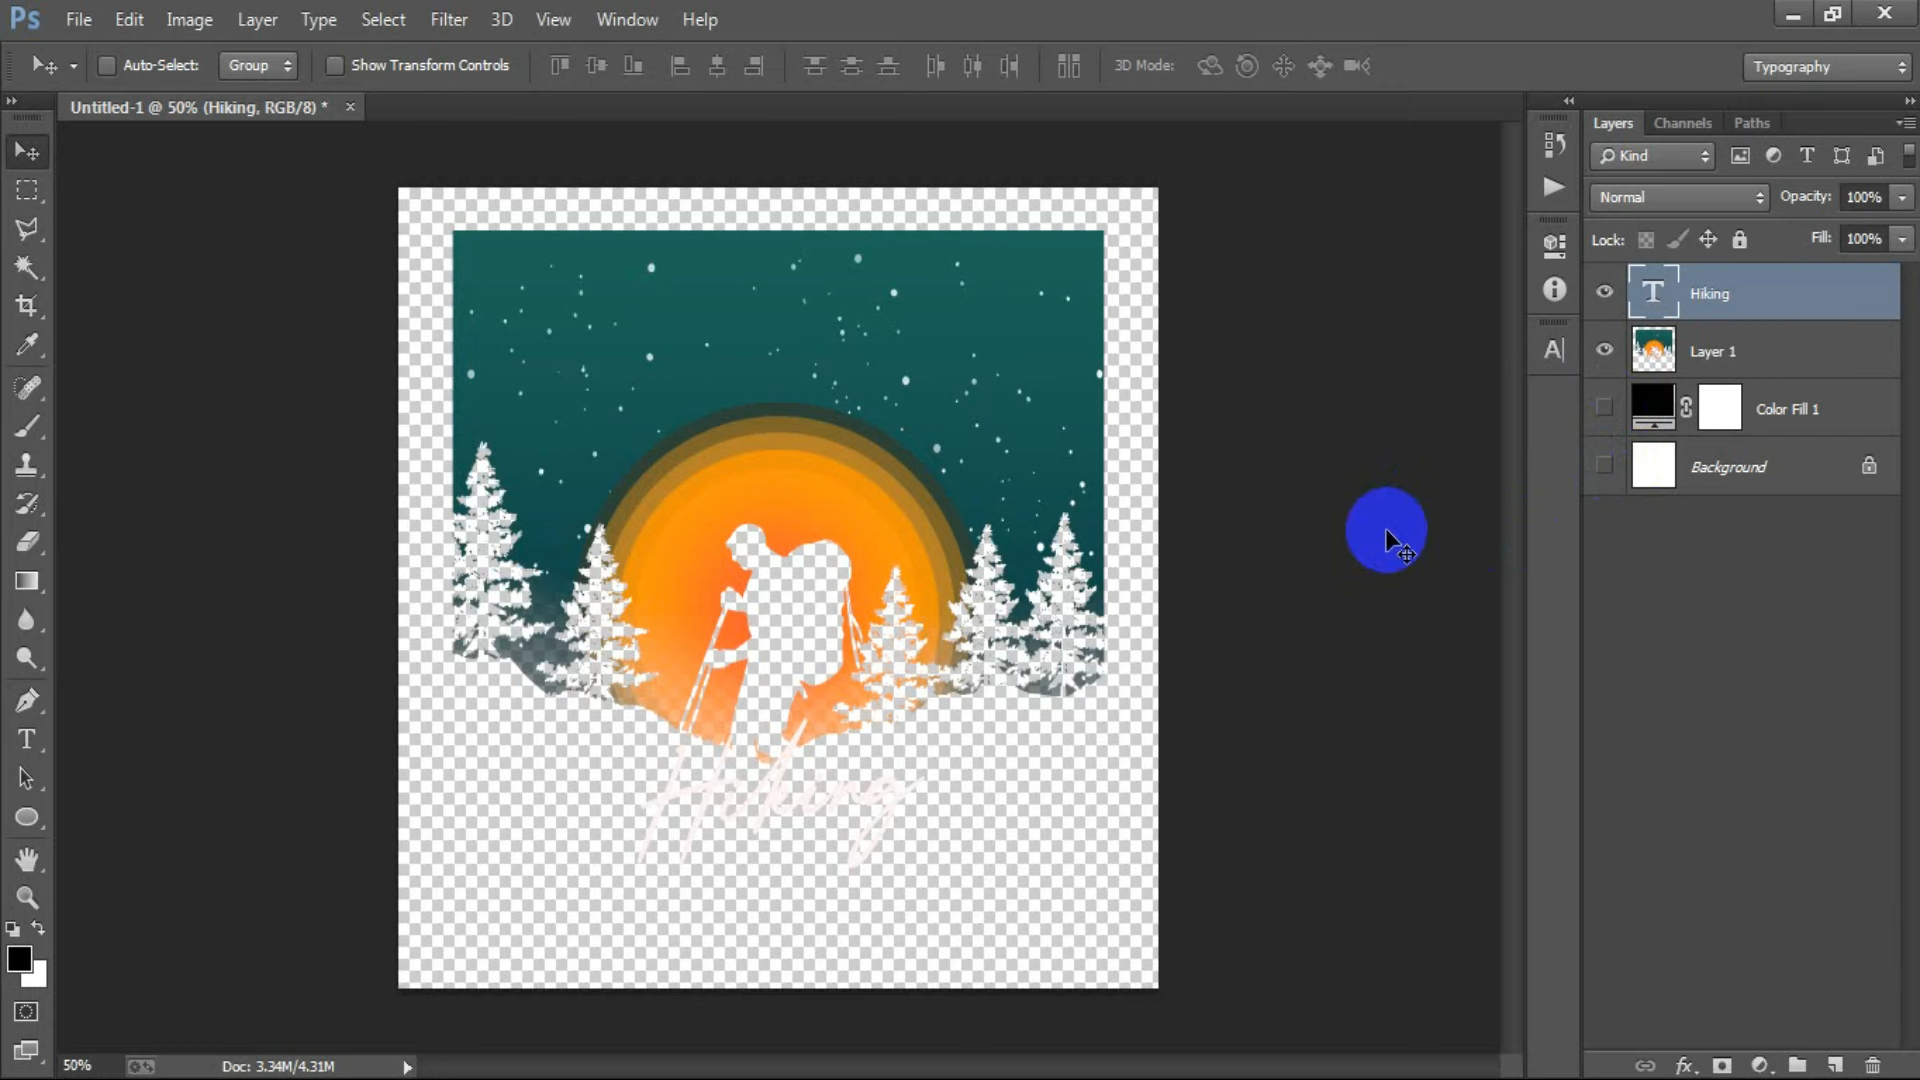 Ps File Edit Image Layer Type Select Filter 3D View Window Help
Auto-Select: Group Show Transform Controls 3D Mode: Typography
Untitled-1 @ 50% (Hiking, RGB/8) * ×
Layers Channels Paths
Kind
Normal Opacity: 100%
Lock: Fill: 100%
T Hiking
Layer 1
Color Fill 1
Background
Hiking
50% Doc: 3.34M/4.31M
fx